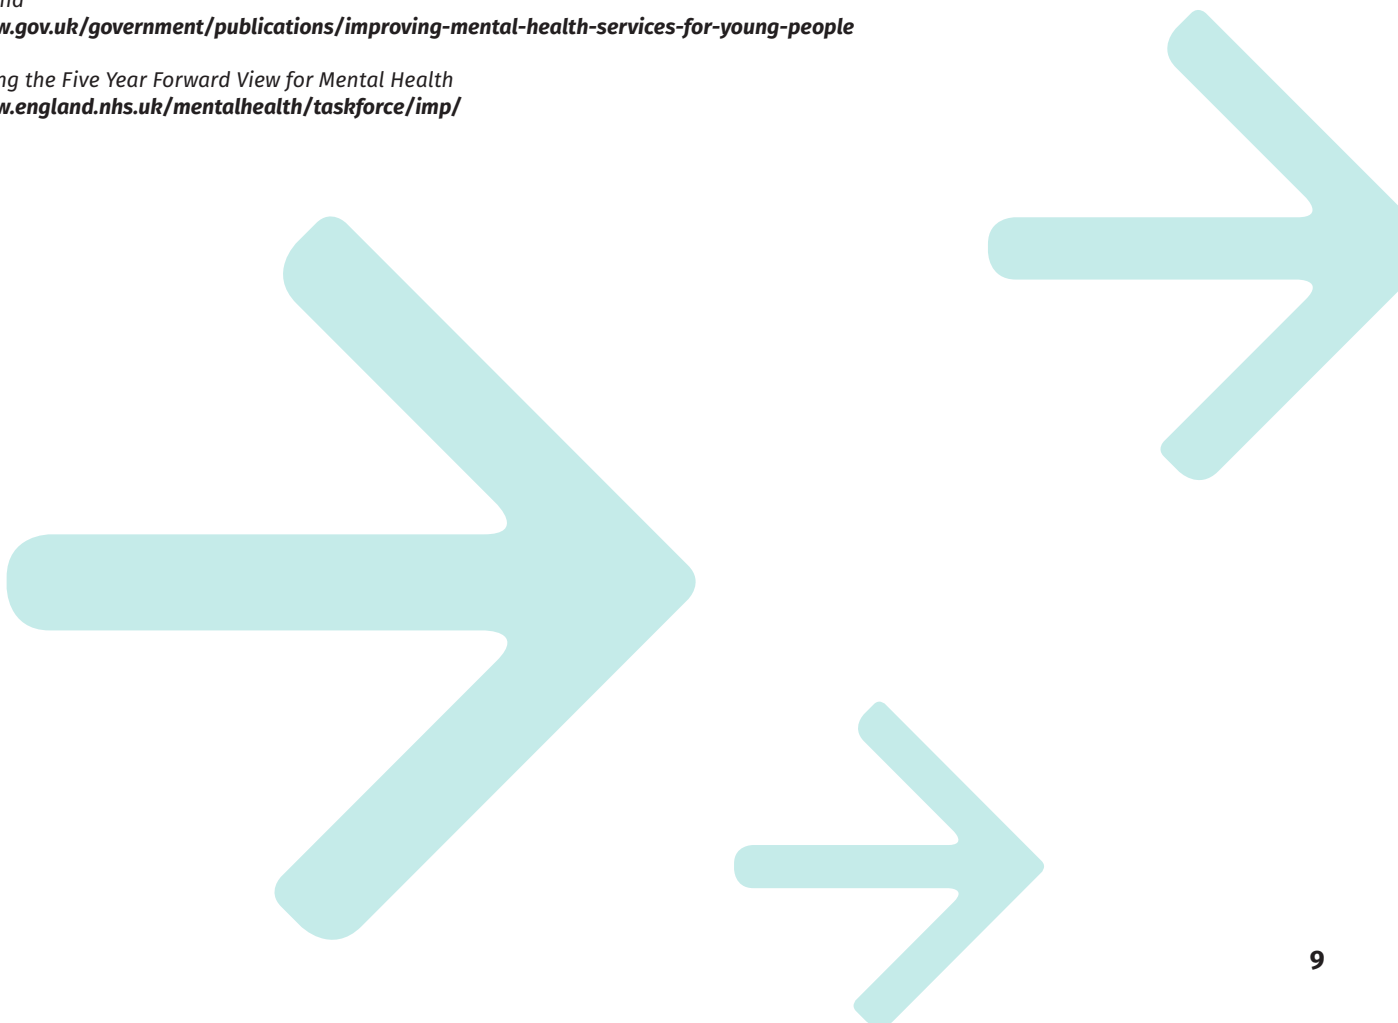 nd
w.gov.uk/government/publications/improving-mental-health-services-for-young-people
ng the Five Year Forward View for Mental Health
w.england.nhs.uk/mentalhealth/taskforce/imp/
9